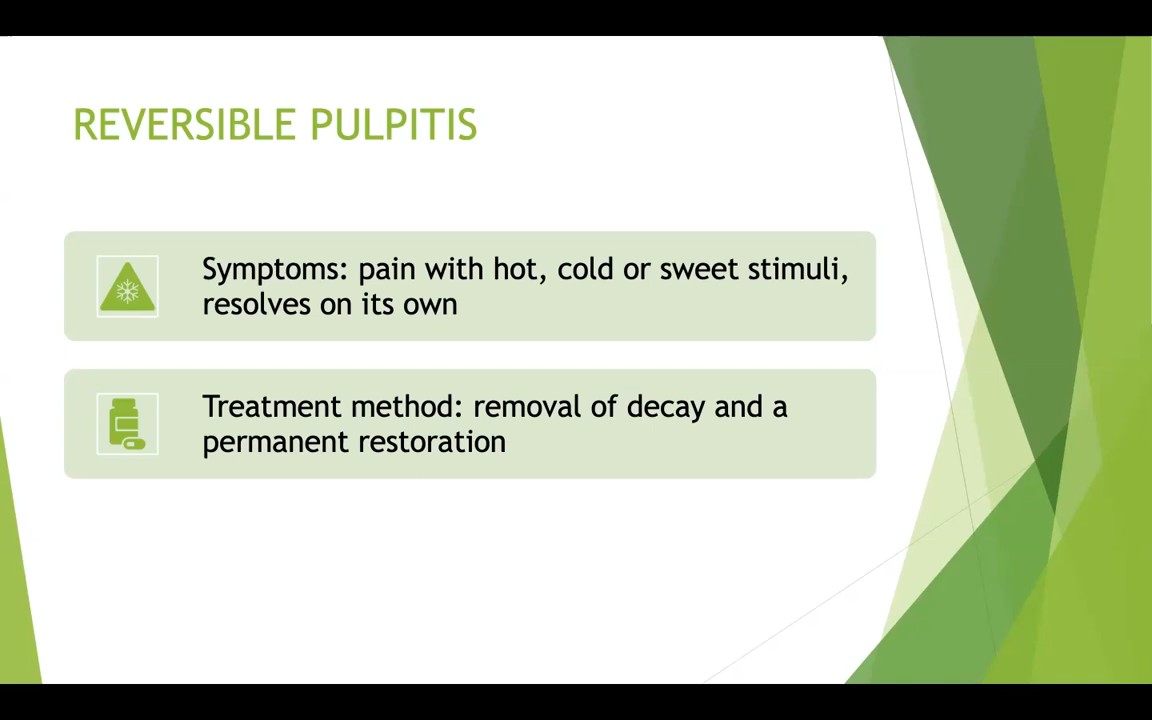 REVERSIBLE PULPITIS
Symptoms: pain with hot, cold or sweet stimuli,
resolves on its own
Treatment method: removal of decay and a
permanent restoration